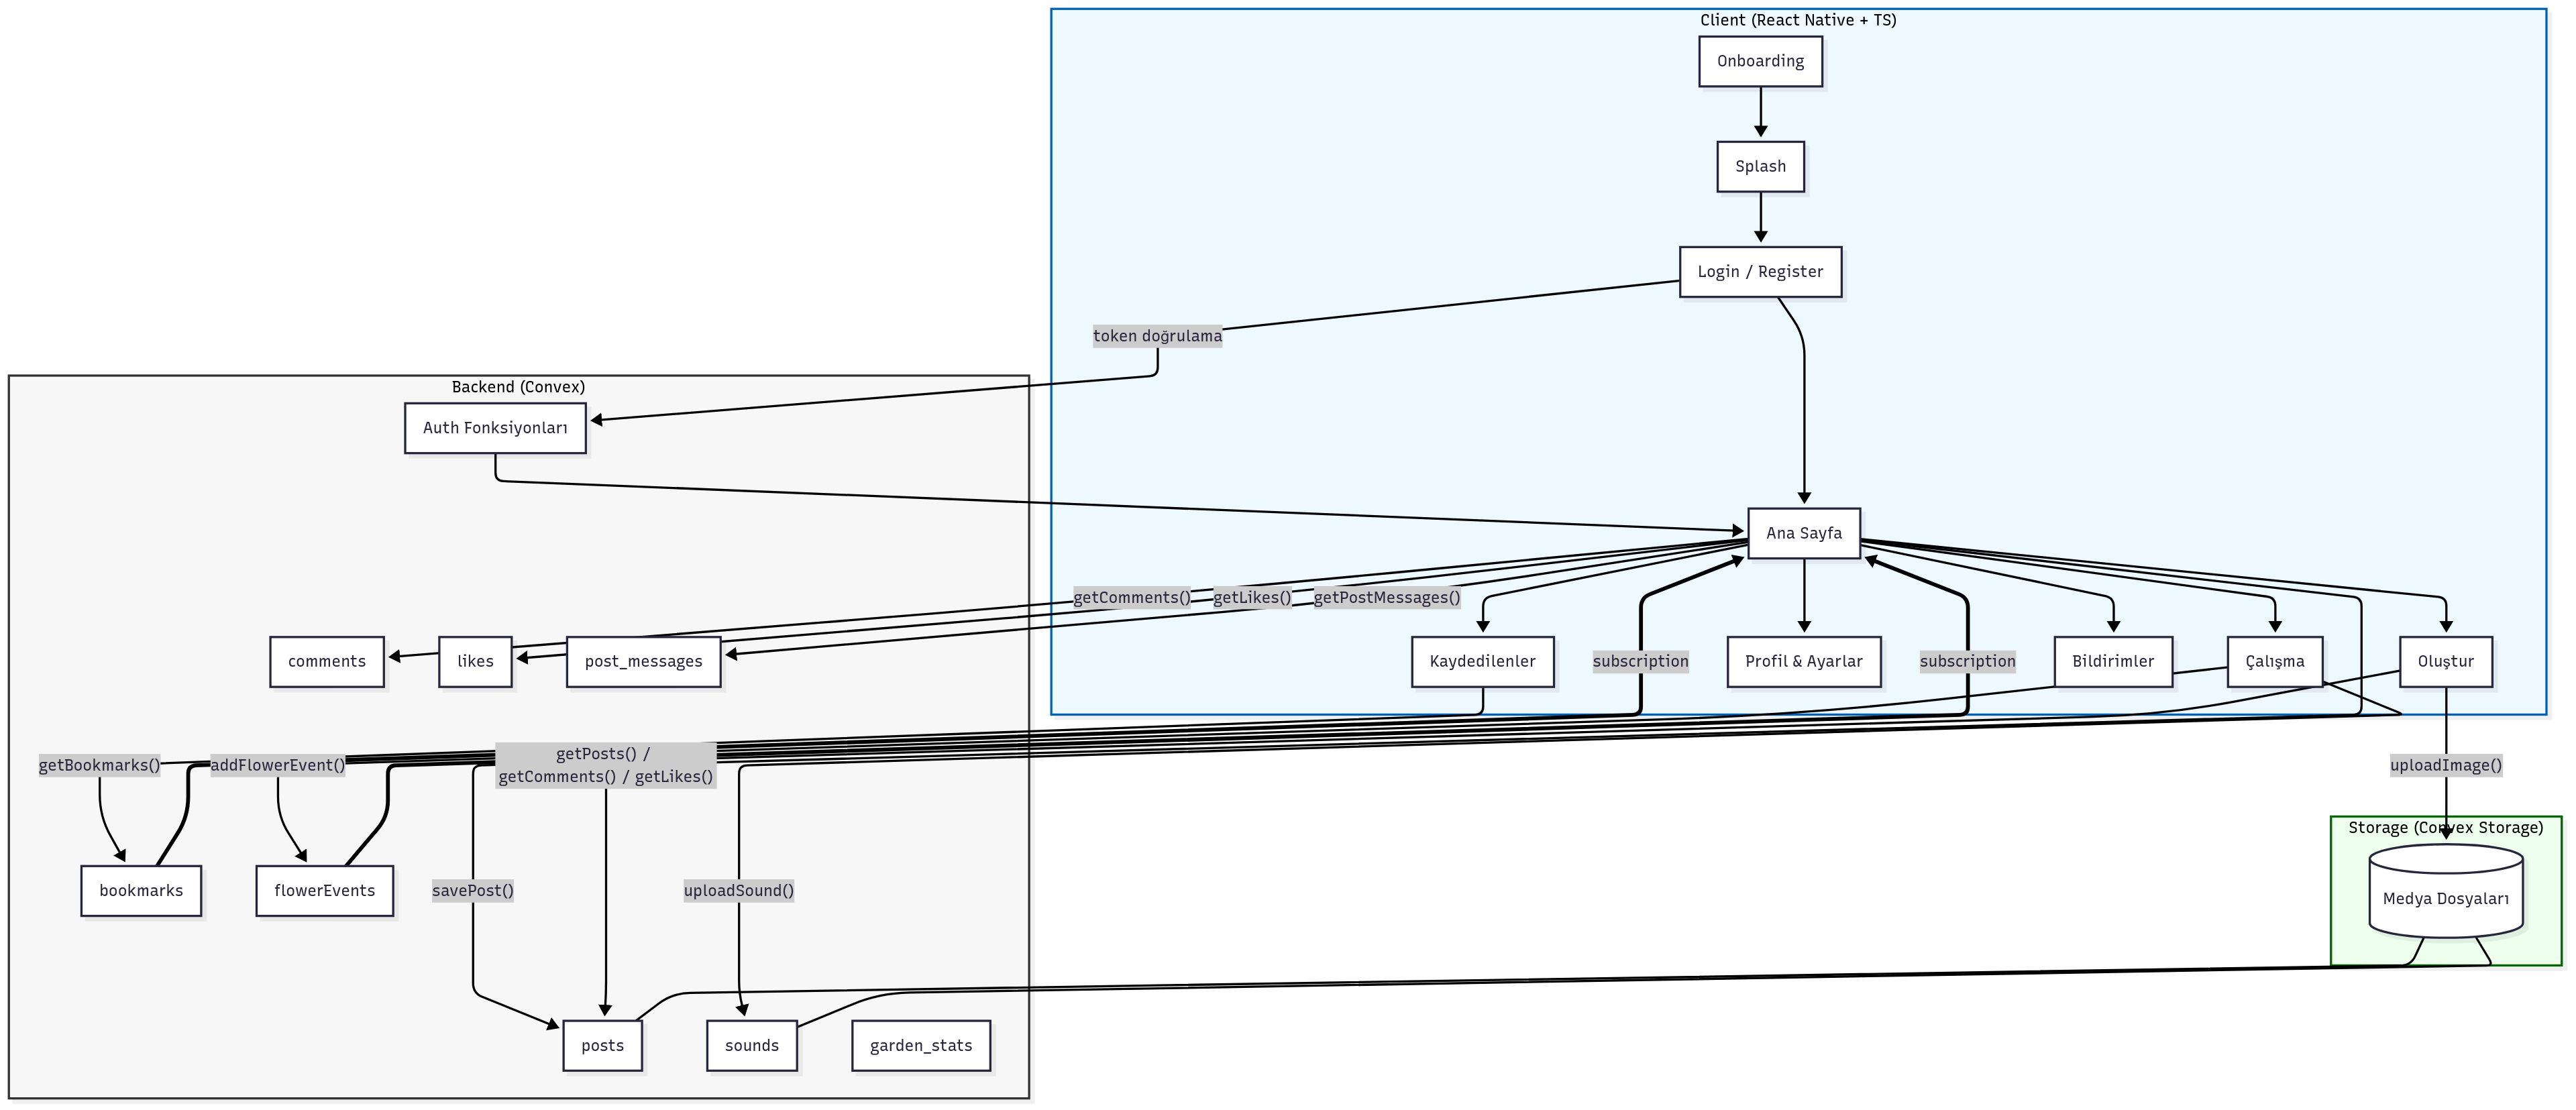 Client (React Native + TS)
Onboarding
Splash
Login / Register
token doğrulama
Backend (Convex)
Auth Fonksiyonları
Ana Sayfa
getComments()
getLikes()
getPostMessages()
comments
likes
post_messages
Kaydedilenler
subscription
Profil & Ayarlar
subscription
Bildirimler
Çalışma
Oluştur
getBookmarks()
addFlowerEvent()
getPosts() /
getComments() / getLikes()
uploadImage()
Storage (Convex Storage)
bookmarks
flowerEvents
savePost()
uploadSound()
Medya Dosyaları
posts
sounds
garden_stats